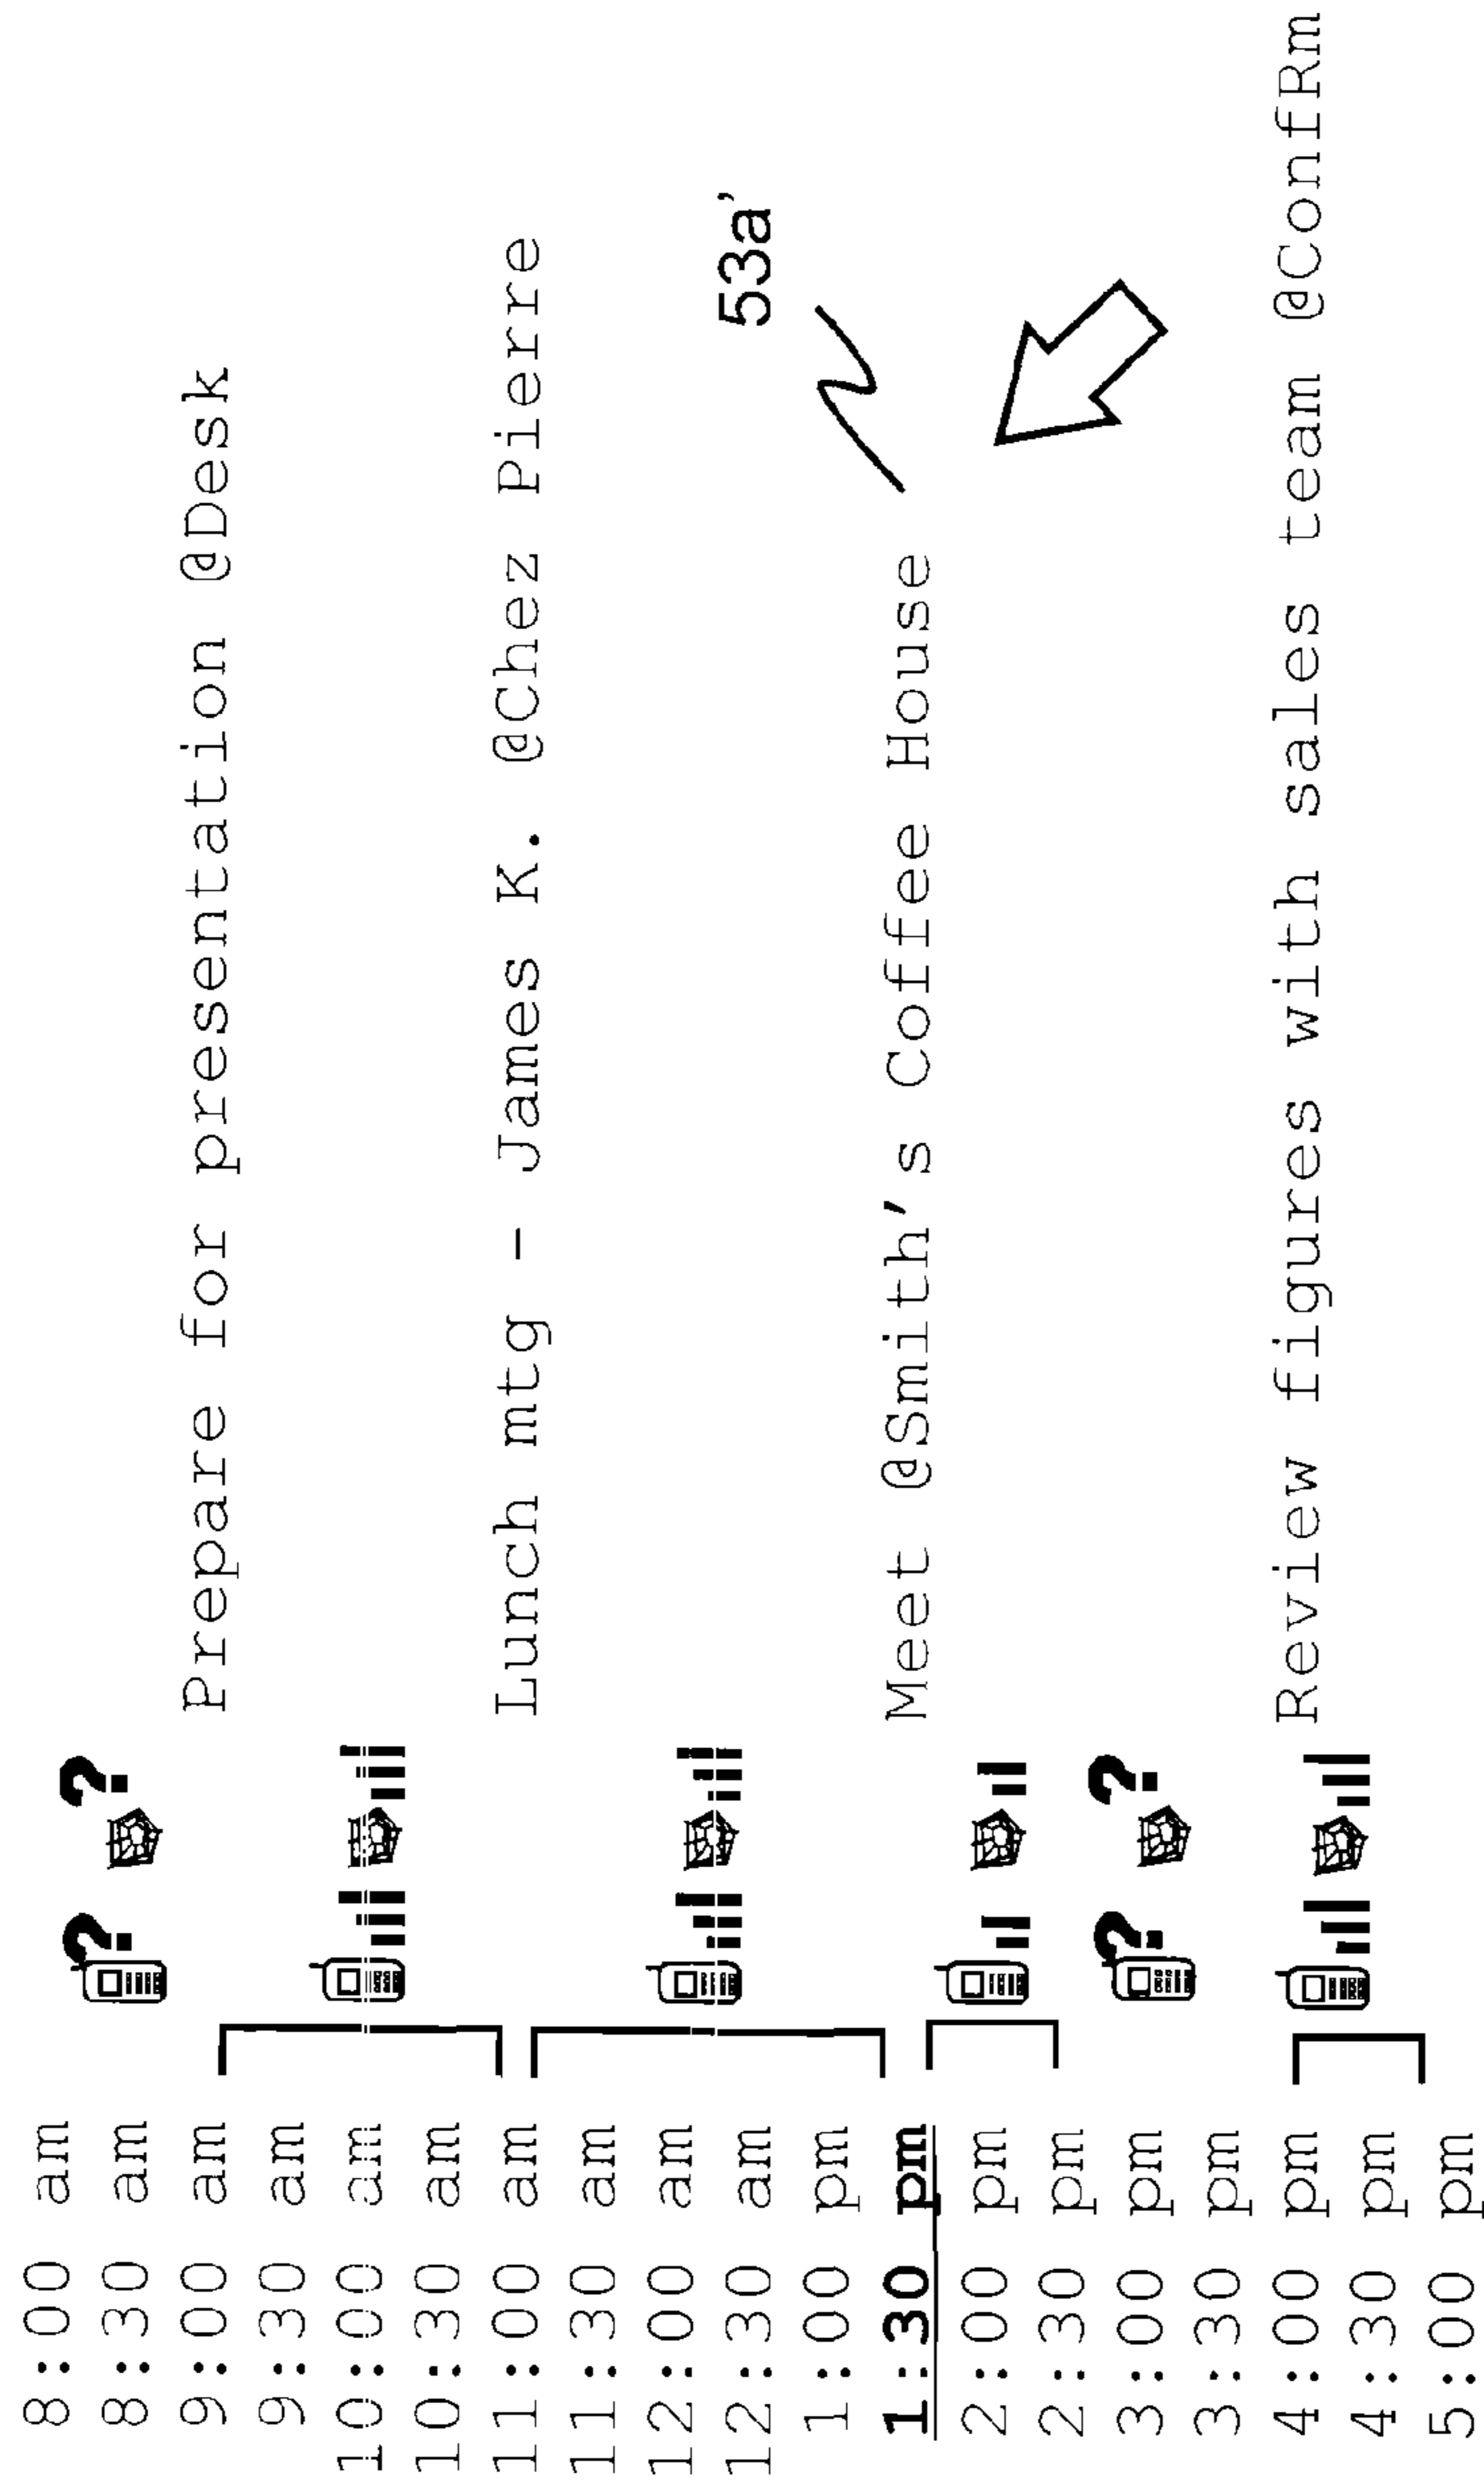 8:00 am ? ?
8:30 am
9:00 am Prepare for presentation @Desk
9:30 am
10:00 am
10:30 am
11:00 am Lunch mtg - James K. @Chez Pierre
11:30 am
12:00 am
12:30 am 53a'
1:00 pm
1:30 pm Meet @Smith's Coffee House
2:00 pm
2:30 pm
3:00 pm ? ?
3:30 pm
4:00 pm Review figures with sales team @ConfRm
4:30 pm
5:00 pm